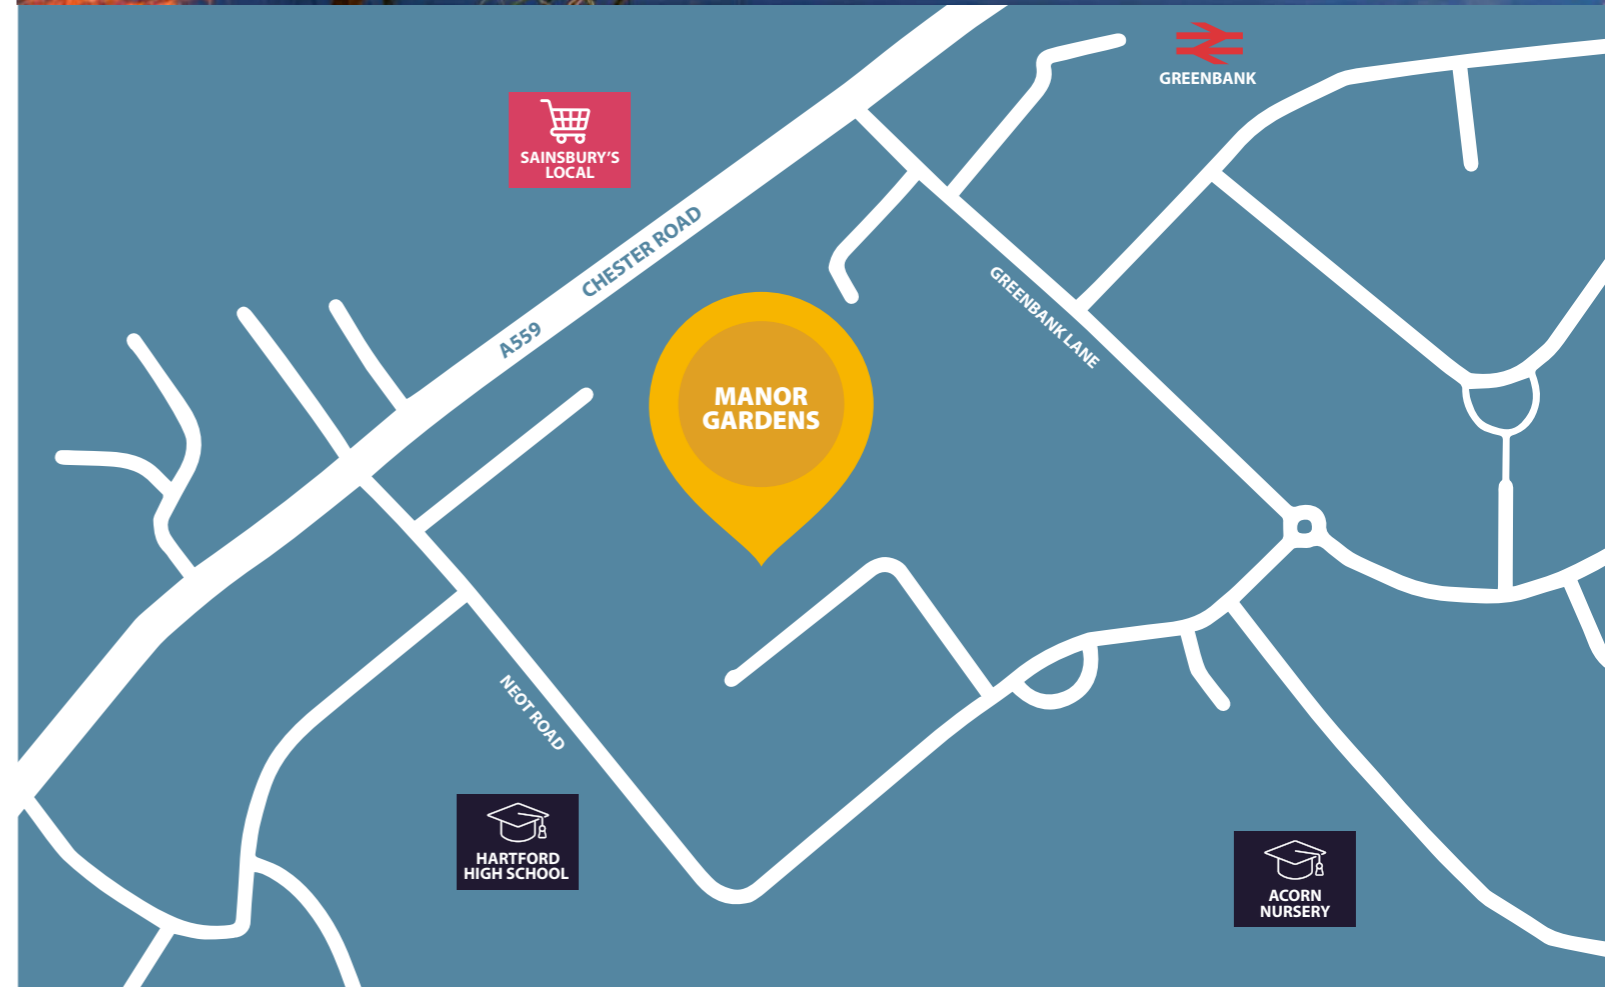 GREENBANK
SAINSBURY'S
LOCAL
CHESTER ROAD
A559
GREENBANK LANE
MANOR
GARDENS
NEOT ROAD
HARTFORD
HIGH SCHOOL
ACORN
NURSERY